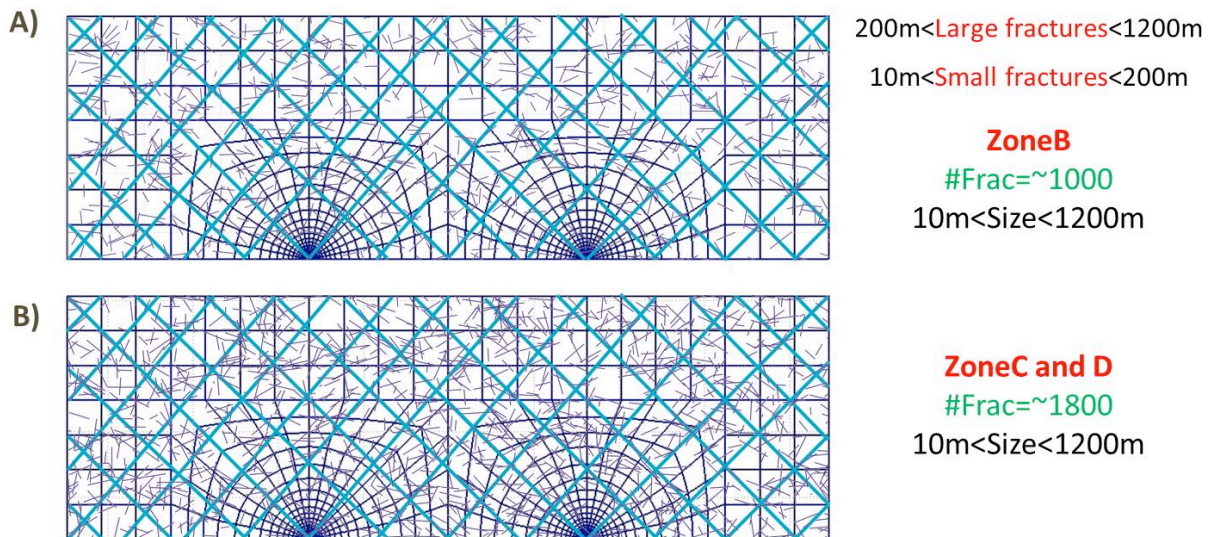 A)
200m<Large fractures<1200m
10m<Small fractures<200m
ZoneB
#Frac=~1000
10m<Size<1200m
B)
ZoneC and D
#Frac=~1800
10m<Size<1200m